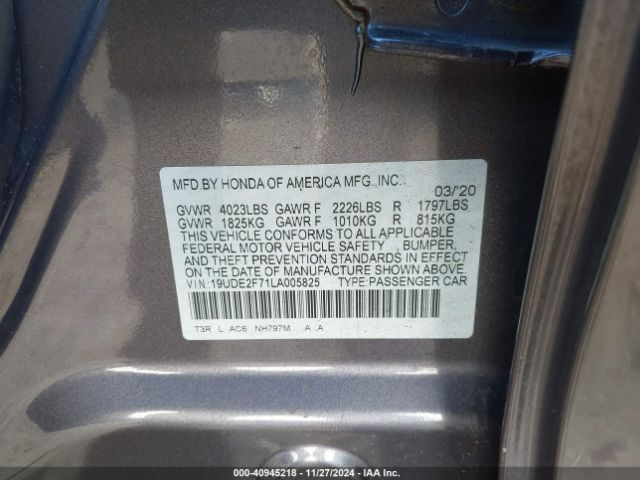 MFD.BY HONDA OF AMERICA MFG.,INC. 03/'20
GVWR 4023LBS GAWR F 2226LBS R 1797LBS
GVWR 1825KG GAWR F 1010KG R 815KG
THIS VEHICLE CONFORMS TO ALL APPLICABLE
FEDERAL MOTOR VEHICLE SAFETY , BUMPER,
AND THEFT PREVENTION STANDARDS IN EFFECT
ON THE DATE OF MANUFACTURE SHOWN ABOVE.
VIN:19UDE2F71LA005825 TYPE:PASSENGER CAR
T3R L AC6 NH797M A A
000-40945218 - 11/27/2024 - IAA Inc.